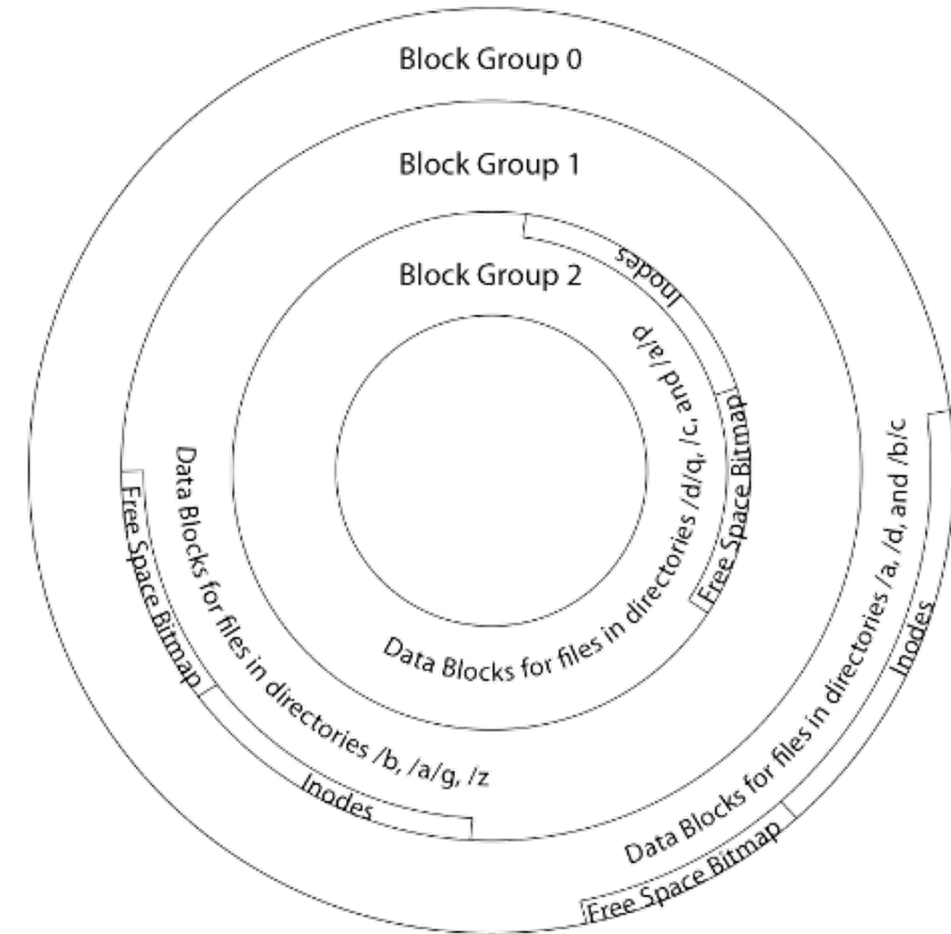 Block Group 0
Block Group 1
Block Group 2
Inodes
Free Space Bitmap
Data Blocks for files in directories /d/q, /c, and /a/p
Data Blocks for files in directories /b, /a/g, /z
Free Space Bitmap
Inodes
Data Blocks for files in directories /a, /d, and /b/c
Inodes
Free Space Bitmap